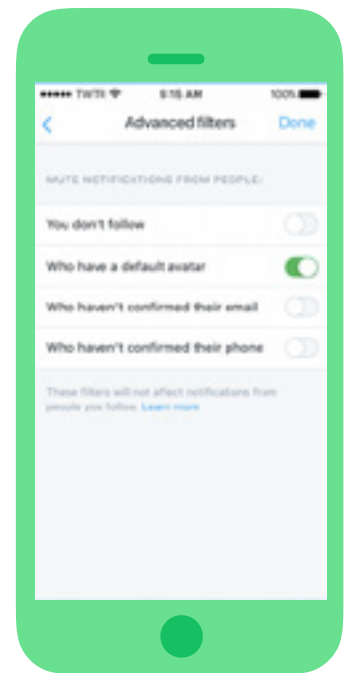 TWTR 9:15 AM 100%
Advanced filters Done
MUTE NOTIFICATIONS FROM PEOPLE:
You don't follow
Who have a default avatar
Who haven't confirmed their email
Who haven't confirmed their phone
These filters will not affect notifications from
people you follow. Learn more